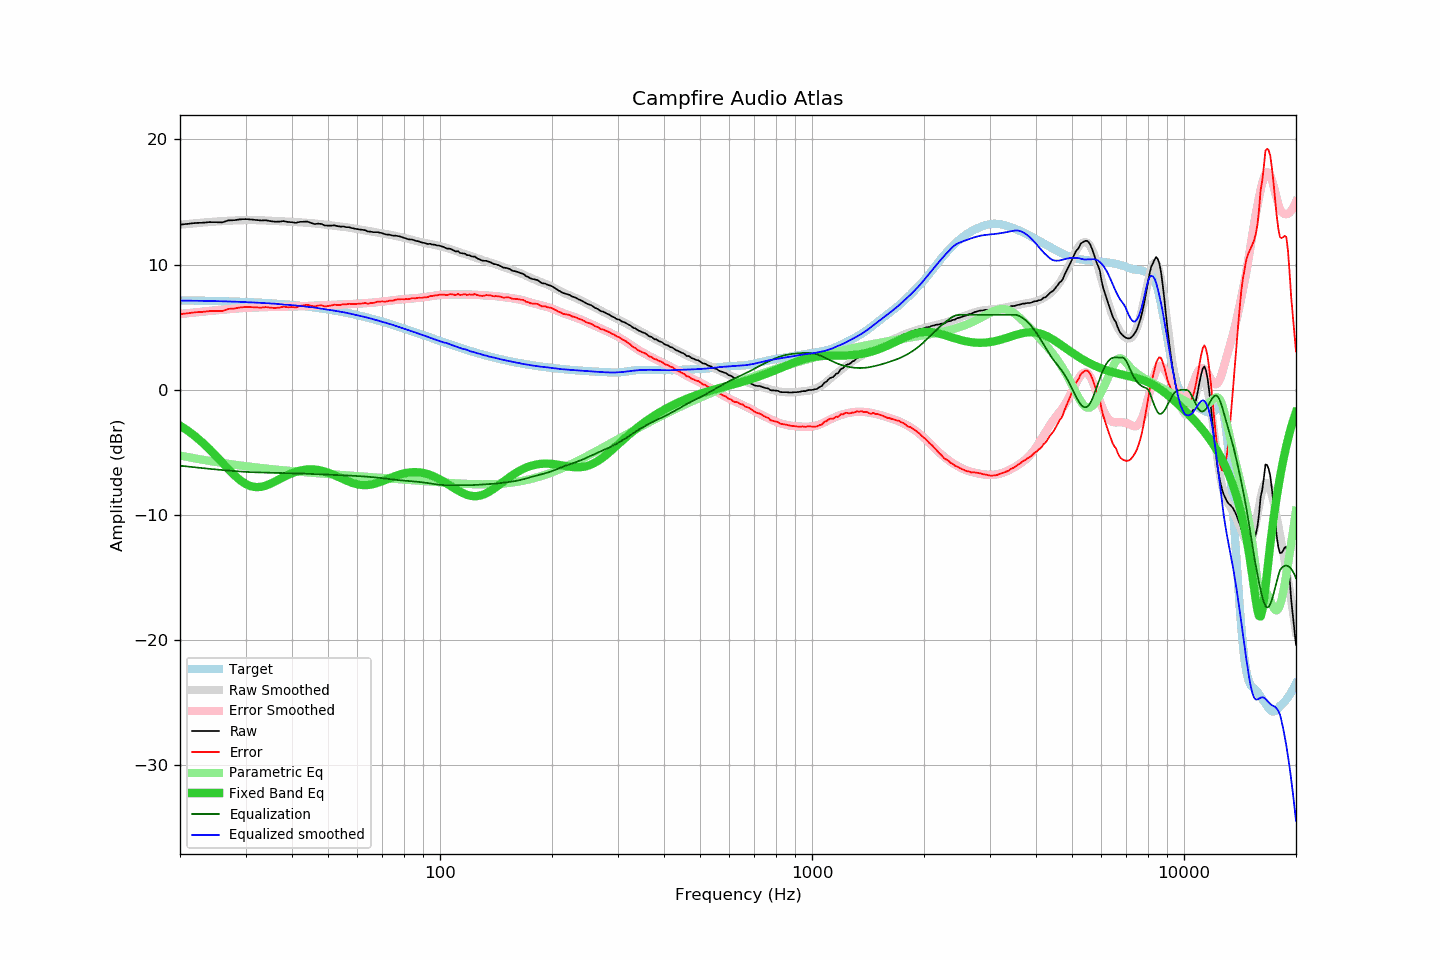 Campfire Audio Atlas
Amplitude (dBr)
20
10
0
−10
−20
−30
Target
Raw Smoothed
Error Smoothed
Raw
Error
Parametric Eq
Fixed Band Eq
Equalization
Equalized smoothed
100
1000
10000
Frequency (Hz)